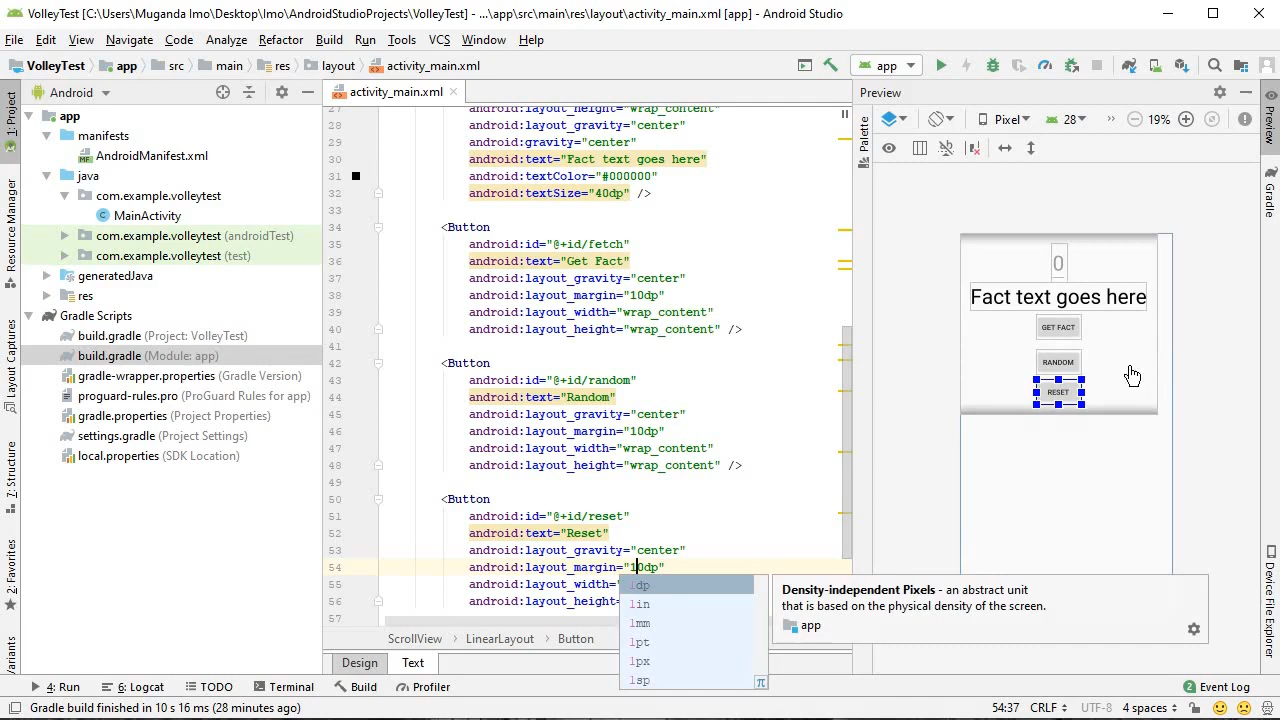 VolleyTest [C:\Users\Muganda Imo\Desktop\Imo\AndroidStudioProjects\VolleyTest] - ...\app\src\main\res\layout\activity_main.xml [app] - Android Studio
File Edit View Navigate Code Analyze Refactor Build Run Tools VCS Window Help
VolleyTest app src main res layout activity_main.xml app
1: Project
Resource Manager
Layout Captures
7: Structure
2: Favorites
Android
app
manifests
AndroidManifest.xml
java
com.example.volleytest
MainActivity
com.example.volleytest (androidTest)
com.example.volleytest (test)
generatedJava
res
Gradle Scripts
build.gradle (Project: VolleyTest)
build.gradle (Module: app)
gradle-wrapper.properties (Gradle Version)
proguard-rules.pro (ProGuard Rules for app)
gradle.properties (Project Properties)
settings.gradle (Project Settings)
local.properties (SDK Location)
activity_main.xml
27 android:layout_height="wrap_content"
28 android:layout_gravity="center"
29 android:gravity="center"
30 android:text="Fact text goes here"
31 android:textColor="#000000"
32 android:textSize="40dp" />
33
34 <Button
35 android:id="@+id/fetch"
36 android:text="Get Fact"
37 android:layout_gravity="center"
38 android:layout_margin="10dp"
39 android:layout_width="wrap_content"
40 android:layout_height="wrap_content" />
41
42 <Button
43 android:id="@+id/random"
44 android:text="Random"
45 android:layout_gravity="center"
46 android:layout_margin="10dp"
47 android:layout_width="wrap_content"
48 android:layout_height="wrap_content" />
49
50 <Button
51 android:id="@+id/reset"
52 android:text="Reset"
53 android:layout_gravity="center"
54 android:layout_margin="10dp"
55 android:layout_width=
56 android:layout_height=
57
1dp
1in
1mm
1pt
1px
1sp
π
Density-independent Pixels - an abstract unit
that is based on the physical density of the screen.
app
ScrollView LinearLayout Button
Design Text
Preview
Palette
Pixel 28 19%
0
Fact text goes here
GET FACT
RANDOM
RESET
Preview
Gradle
Device File Explorer
4: Run 6: Logcat TODO Terminal Build Profiler 2 Event Log
Gradle build finished in 10 s 16 ms (28 minutes ago) 54:37 CRLF UTF-8 4 spaces